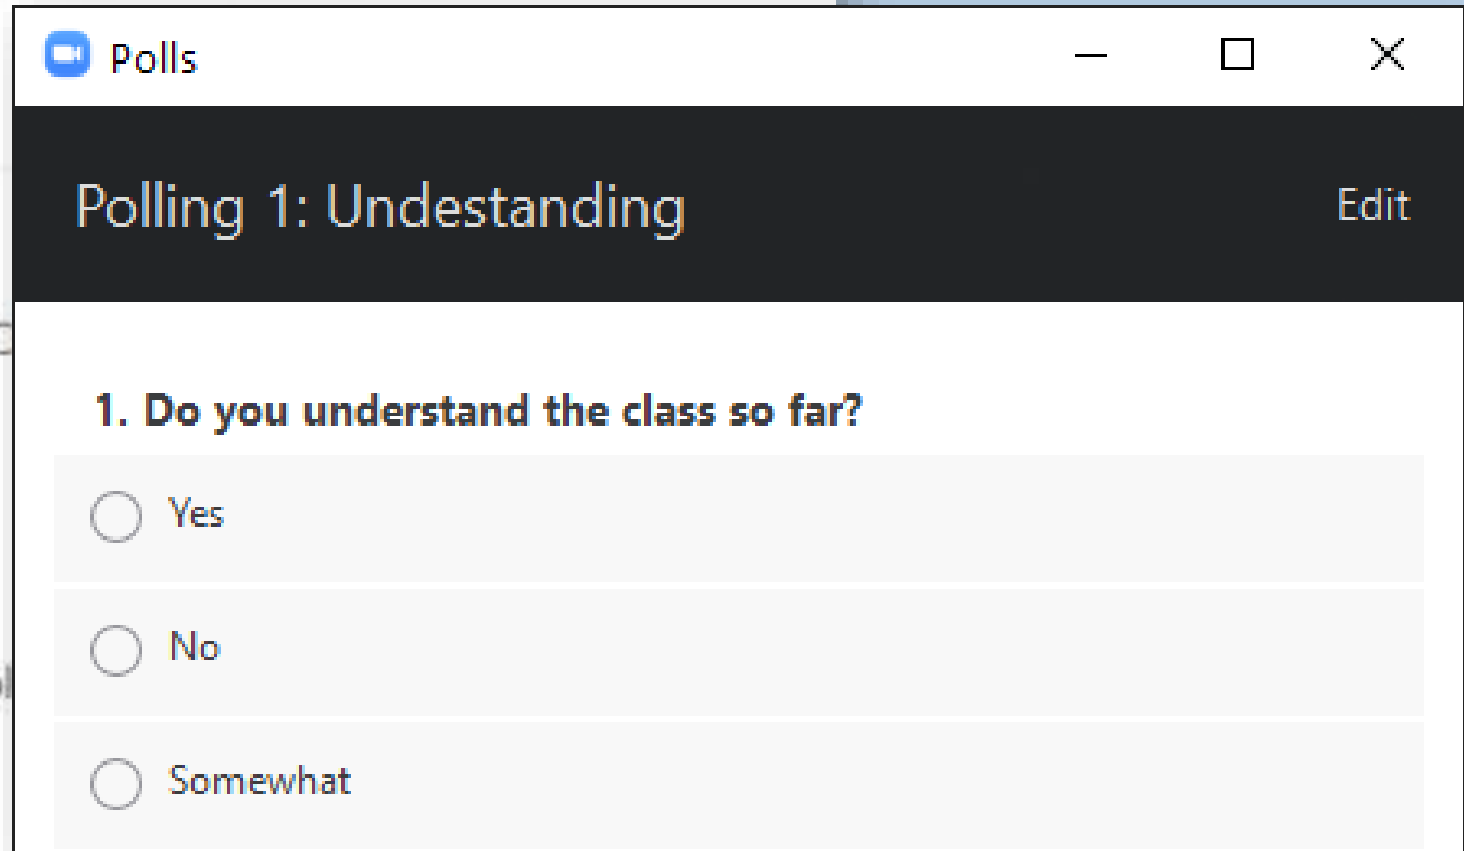 Polls
Polling 1: Undestanding
Edit
1. Do you understand the class so far?
Yes
No
Somewhat